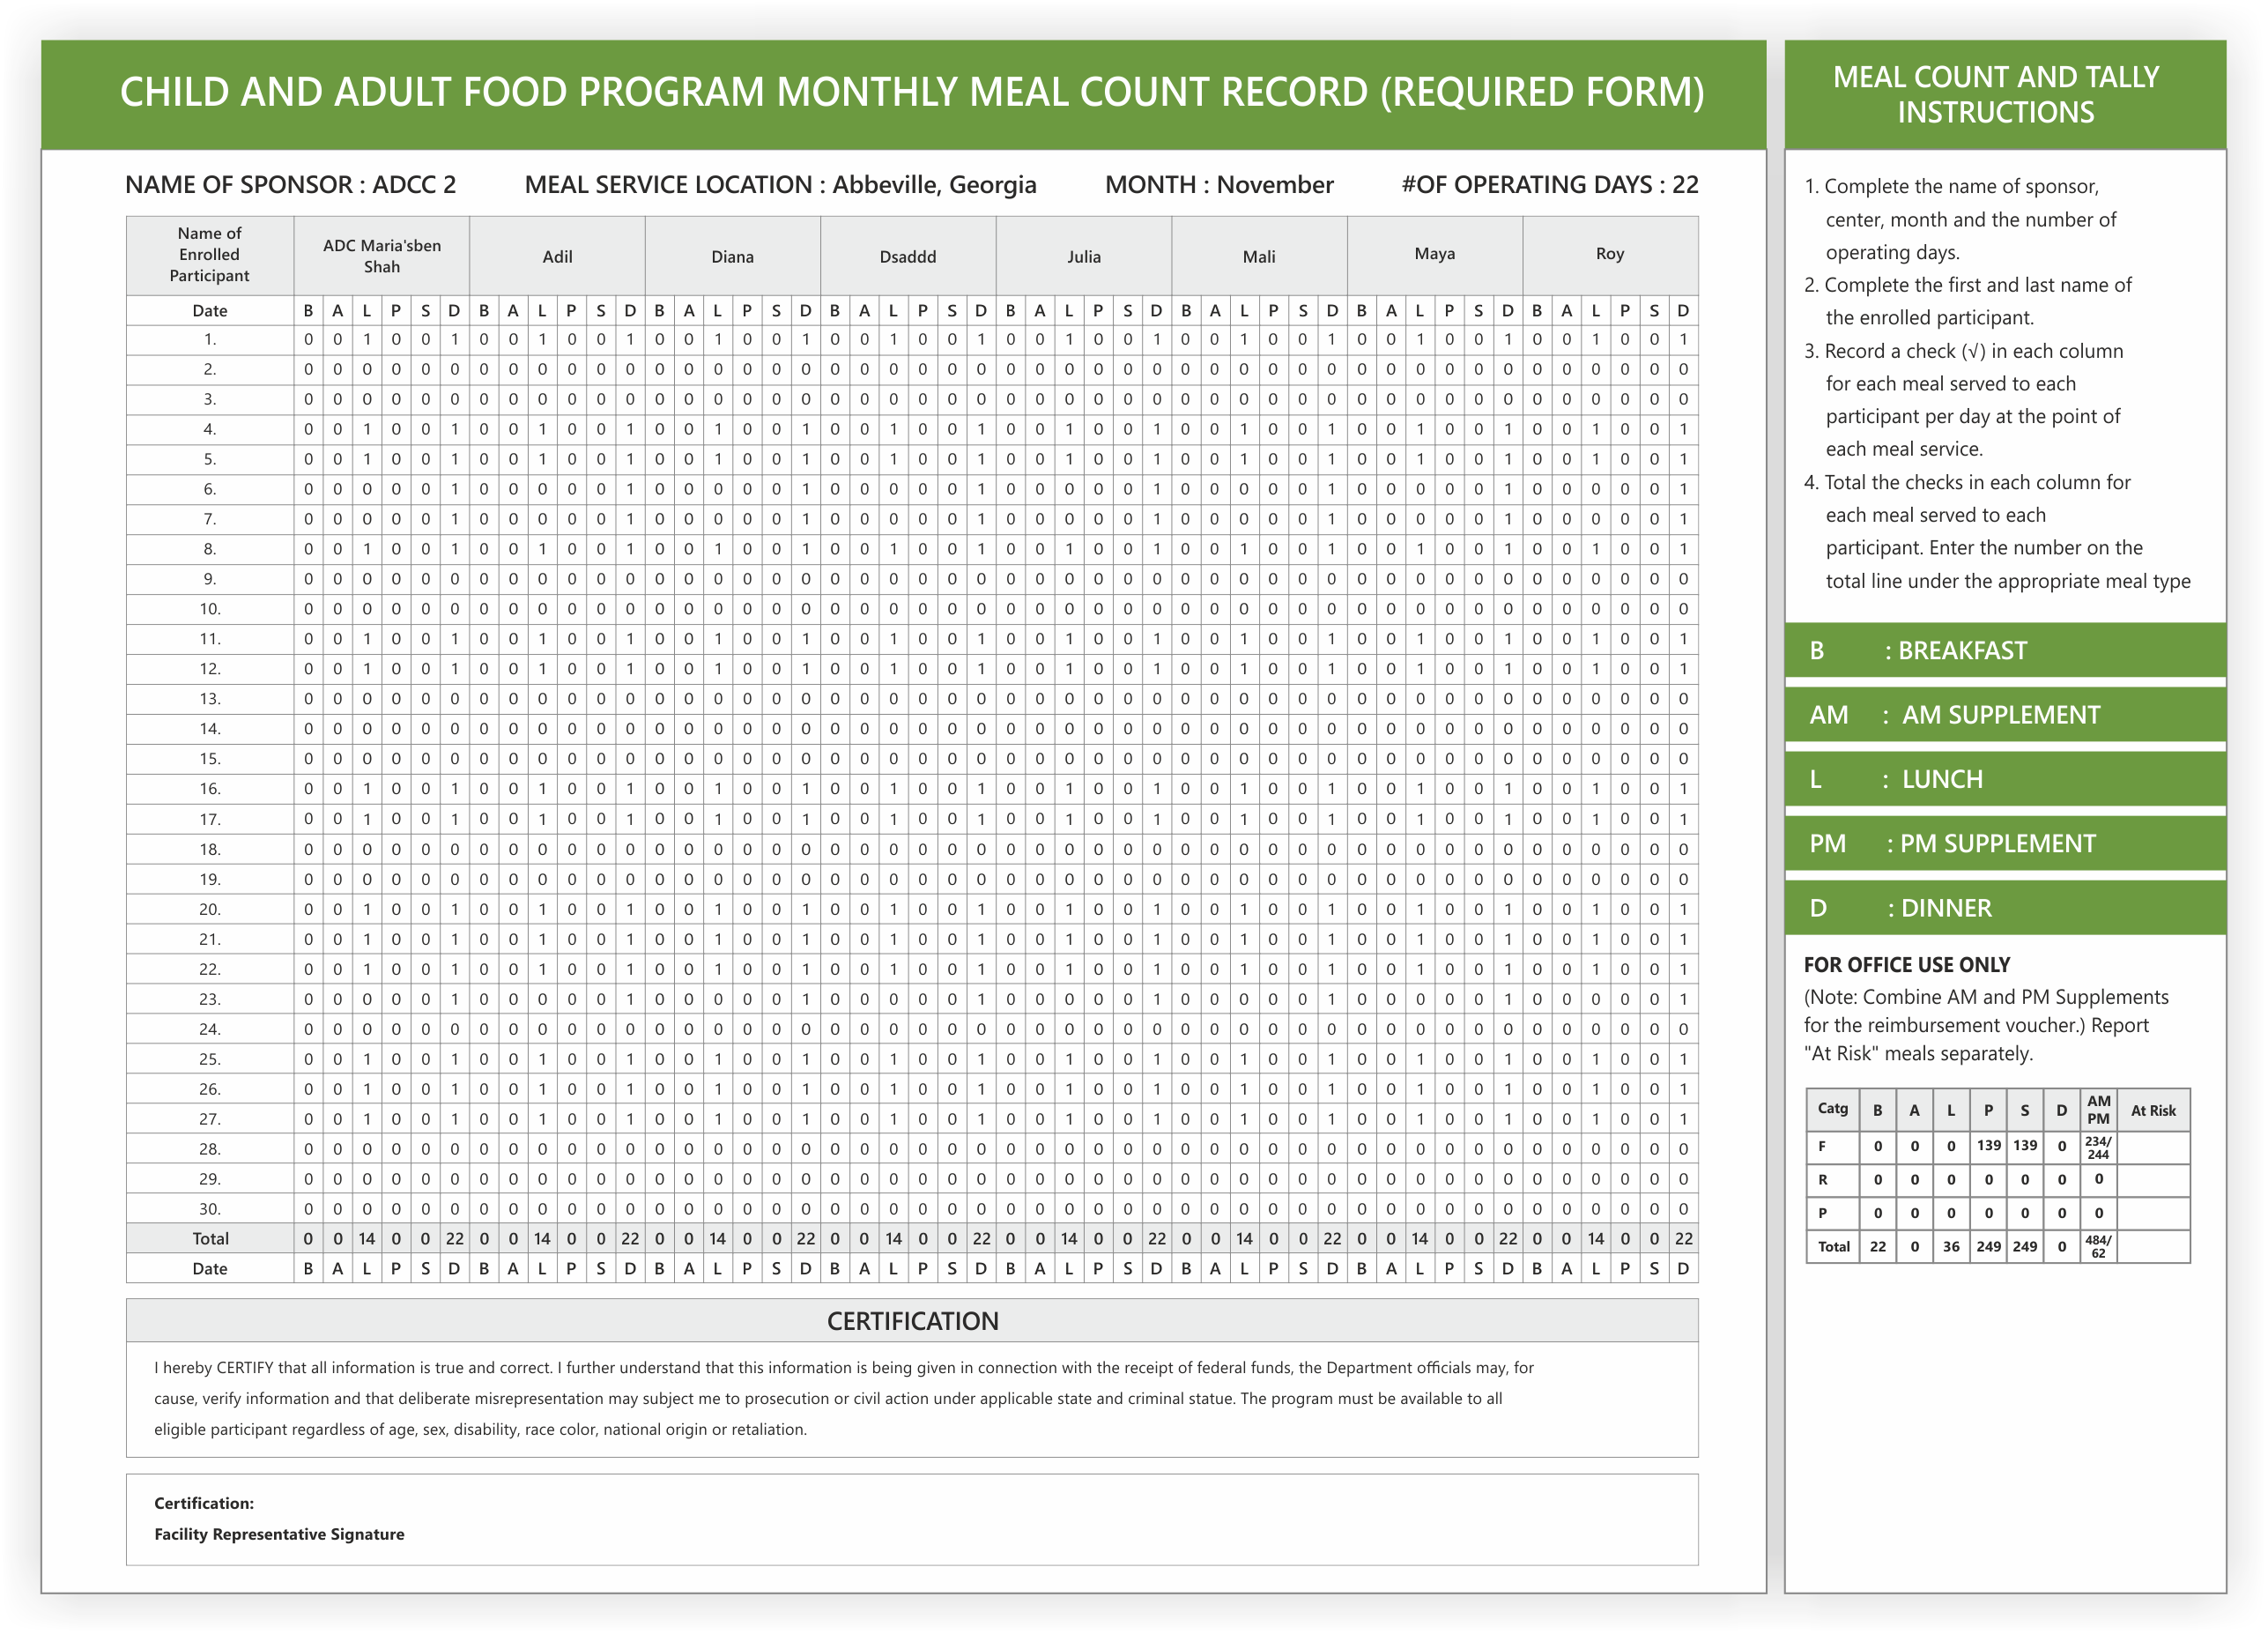 CHILD AND ADULT FOOD PROGRAM MONTHLY MEAL COUNT RECORD (REQUIRED FORM)
NAME OF SPONSOR : ADCC 2 MEAL SERVICE LOCATION : Abbeville, Georgia MONTH : November #OF OPERATING DAYS : 22
Name of
Enrolled
Participant
ADC Maria'sben
Shah
Adil Diana Dsaddd Julia Mali Maya Roy
Date B A L P S D B A L P S D B A L P S D B A L P S D B A L P S D B A L P S D B A L P S D B A L P S D
1. 0 0 1 0 0 1 0 0 1 0 0 1 0 0 1 0 0 1 0 0 1 0 0 1 0 0 1 0 0 1 0 0 1 0 0 1 0 0 1 0 0 1 0 0 1 0 0 1
2. 0 0 0 0 0 0 0 0 0 0 0 0 0 0 0 0 0 0 0 0 0 0 0 0 0 0 0 0 0 0 0 0 0 0 0 0 0 0 0 0 0 0 0 0 0 0 0 0
3. 0 0 0 0 0 0 0 0 0 0 0 0 0 0 0 0 0 0 0 0 0 0 0 0 0 0 0 0 0 0 0 0 0 0 0 0 0 0 0 0 0 0 0 0 0 0 0 0
4. 0 0 1 0 0 1 0 0 1 0 0 1 0 0 1 0 0 1 0 0 1 0 0 1 0 0 1 0 0 1 0 0 1 0 0 1 0 0 1 0 0 1 0 0 1 0 0 1
5. 0 0 1 0 0 1 0 0 1 0 0 1 0 0 1 0 0 1 0 0 1 0 0 1 0 0 1 0 0 1 0 0 1 0 0 1 0 0 1 0 0 1 0 0 1 0 0 1
6. 0 0 0 0 0 1 0 0 0 0 0 1 0 0 0 0 0 1 0 0 0 0 0 1 0 0 0 0 0 1 0 0 0 0 0 1 0 0 0 0 0 1 0 0 0 0 0 1
7. 0 0 0 0 0 1 0 0 0 0 0 1 0 0 0 0 0 1 0 0 0 0 0 1 0 0 0 0 0 1 0 0 0 0 0 1 0 0 0 0 0 1 0 0 0 0 0 1
8. 0 0 1 0 0 1 0 0 1 0 0 1 0 0 1 0 0 1 0 0 1 0 0 1 0 0 1 0 0 1 0 0 1 0 0 1 0 0 1 0 0 1 0 0 1 0 0 1
9. 0 0 0 0 0 0 0 0 0 0 0 0 0 0 0 0 0 0 0 0 0 0 0 0 0 0 0 0 0 0 0 0 0 0 0 0 0 0 0 0 0 0 0 0 0 0 0 0
10. 0 0 0 0 0 0 0 0 0 0 0 0 0 0 0 0 0 0 0 0 0 0 0 0 0 0 0 0 0 0 0 0 0 0 0 0 0 0 0 0 0 0 0 0 0 0 0 0
11. 0 0 1 0 0 1 0 0 1 0 0 1 0 0 1 0 0 1 0 0 1 0 0 1 0 0 1 0 0 1 0 0 1 0 0 1 0 0 1 0 0 1 0 0 1 0 0 1
12. 0 0 1 0 0 1 0 0 1 0 0 1 0 0 1 0 0 1 0 0 1 0 0 1 0 0 1 0 0 1 0 0 1 0 0 1 0 0 1 0 0 1 0 0 1 0 0 1
13. 0 0 0 0 0 0 0 0 0 0 0 0 0 0 0 0 0 0 0 0 0 0 0 0 0 0 0 0 0 0 0 0 0 0 0 0 0 0 0 0 0 0 0 0 0 0 0 0
14. 0 0 0 0 0 0 0 0 0 0 0 0 0 0 0 0 0 0 0 0 0 0 0 0 0 0 0 0 0 0 0 0 0 0 0 0 0 0 0 0 0 0 0 0 0 0 0 0
15. 0 0 0 0 0 0 0 0 0 0 0 0 0 0 0 0 0 0 0 0 0 0 0 0 0 0 0 0 0 0 0 0 0 0 0 0 0 0 0 0 0 0 0 0 0 0 0 0
16. 0 0 1 0 0 1 0 0 1 0 0 1 0 0 1 0 0 1 0 0 1 0 0 1 0 0 1 0 0 1 0 0 1 0 0 1 0 0 1 0 0 1 0 0 1 0 0 1
17. 0 0 1 0 0 1 0 0 1 0 0 1 0 0 1 0 0 1 0 0 1 0 0 1 0 0 1 0 0 1 0 0 1 0 0 1 0 0 1 0 0 1 0 0 1 0 0 1
18. 0 0 0 0 0 0 0 0 0 0 0 0 0 0 0 0 0 0 0 0 0 0 0 0 0 0 0 0 0 0 0 0 0 0 0 0 0 0 0 0 0 0 0 0 0 0 0 0
19. 0 0 0 0 0 0 0 0 0 0 0 0 0 0 0 0 0 0 0 0 0 0 0 0 0 0 0 0 0 0 0 0 0 0 0 0 0 0 0 0 0 0 0 0 0 0 0 0
20. 0 0 1 0 0 1 0 0 1 0 0 1 0 0 1 0 0 1 0 0 1 0 0 1 0 0 1 0 0 1 0 0 1 0 0 1 0 0 1 0 0 1 0 0 1 0 0 1
21. 0 0 1 0 0 1 0 0 1 0 0 1 0 0 1 0 0 1 0 0 1 0 0 1 0 0 1 0 0 1 0 0 1 0 0 1 0 0 1 0 0 1 0 0 1 0 0 1
22. 0 0 1 0 0 1 0 0 1 0 0 1 0 0 1 0 0 1 0 0 1 0 0 1 0 0 1 0 0 1 0 0 1 0 0 1 0 0 1 0 0 1 0 0 1 0 0 1
23. 0 0 0 0 0 1 0 0 0 0 0 1 0 0 0 0 0 1 0 0 0 0 0 1 0 0 0 0 0 1 0 0 0 0 0 1 0 0 0 0 0 1 0 0 0 0 0 1
24. 0 0 0 0 0 0 0 0 0 0 0 0 0 0 0 0 0 0 0 0 0 0 0 0 0 0 0 0 0 0 0 0 0 0 0 0 0 0 0 0 0 0 0 0 0 0 0 0
25. 0 0 1 0 0 1 0 0 1 0 0 1 0 0 1 0 0 1 0 0 1 0 0 1 0 0 1 0 0 1 0 0 1 0 0 1 0 0 1 0 0 1 0 0 1 0 0 1
26. 0 0 1 0 0 1 0 0 1 0 0 1 0 0 1 0 0 1 0 0 1 0 0 1 0 0 1 0 0 1 0 0 1 0 0 1 0 0 1 0 0 1 0 0 1 0 0 1
27. 0 0 1 0 0 1 0 0 1 0 0 1 0 0 1 0 0 1 0 0 1 0 0 1 0 0 1 0 0 1 0 0 1 0 0 1 0 0 1 0 0 1 0 0 1 0 0 1
28. 0 0 0 0 0 0 0 0 0 0 0 0 0 0 0 0 0 0 0 0 0 0 0 0 0 0 0 0 0 0 0 0 0 0 0 0 0 0 0 0 0 0 0 0 0 0 0 0
29. 0 0 0 0 0 0 0 0 0 0 0 0 0 0 0 0 0 0 0 0 0 0 0 0 0 0 0 0 0 0 0 0 0 0 0 0 0 0 0 0 0 0 0 0 0 0 0 0
30. 0 0 0 0 0 0 0 0 0 0 0 0 0 0 0 0 0 0 0 0 0 0 0 0 0 0 0 0 0 0 0 0 0 0 0 0 0 0 0 0 0 0 0 0 0 0 0 0
Total 0 0 14 0 0 22 0 0 14 0 0 22 0 0 14 0 0 22 0 0 14 0 0 22 0 0 14 0 0 22 0 0 14 0 0 22 0 0 14 0 0 22 0 0 14 0 0 22
Date B A L P S D B A L P S D B A L P S D B A L P S D B A L P S D B A L P S D B A L P S D B A L P S D
CERTIFICATION
I hereby CERTIFY that all information is true and correct. I further understand that this information is being given in connection with the receipt of federal funds, the Department officials may, for
cause, verify information and that deliberate misrepresentation may subject me to prosecution or civil action under applicable state and criminal statue. The program must be available to all
eligible participant regardless of age, sex, disability, race color, national origin or retaliation.
Certification:
Facility Representative Signature
MEAL COUNT AND TALLY
INSTRUCTIONS
1. Complete the name of sponsor,
center, month and the number of
operating days.
2. Complete the first and last name of
the enrolled participant.
3. Record a check (√) in each column
for each meal served to each
participant per day at the point of
each meal service.
4. Total the checks in each column for
each meal served to each
participant. Enter the number on the
total line under the appropriate meal type
B : BREAKFAST
AM : AM SUPPLEMENT
L : LUNCH
PM : PM SUPPLEMENT
D : DINNER
FOR OFFICE USE ONLY
(Note: Combine AM and PM Supplements
for the reimbursement voucher.) Report
"At Risk" meals separately.
Catg B A L P S D AM PM At Risk
F 0 0 0 139 139 0 234/ 244
R 0 0 0 0 0 0 0
P 0 0 0 0 0 0 0
Total 22 0 36 249 249 0 484/ 62